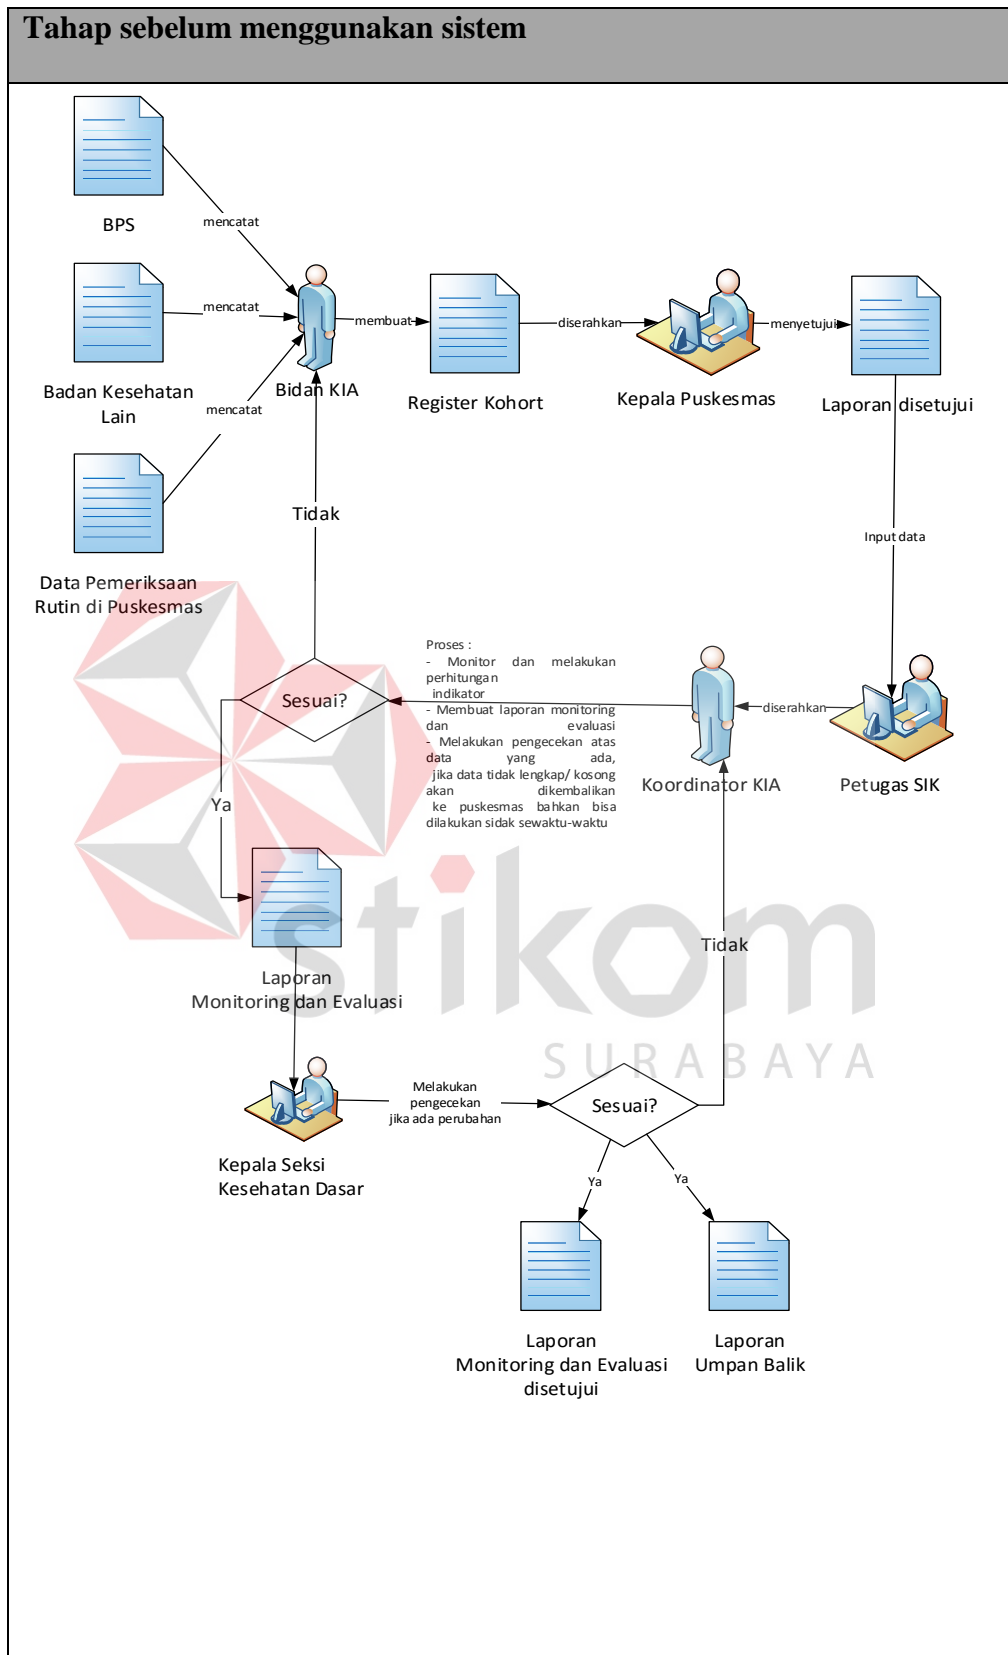 Tahap sebelum menggunakan sistem
BPS
mencatat
Badan Kesehatan
Lain
mencatat
Data Pemeriksaan
Rutin di Puskesmas
mencatat
Bidan KIA
membuat
Register Kohort
diserahkan
Kepala Puskesmas
menyetujui
Laporan disetujui
Input data
Petugas SIK
diserahkan
Koordinator KIA
Proses :
- Monitor dan melakukan
perhitungan
indikator
- Membuat laporan monitoring
dan evaluasi
- Melakukan pengecekan atas
data yang ada,
jika data tidak lengkap/ kosong
akan dikembalikan
ke puskesmas bahkan bisa
dilakukan sidak sewaktu-waktu
Sesuai?
Tidak
Ya
Laporan
Monitoring dan Evaluasi
Kepala Seksi
Kesehatan Dasar
Melakukan
pengecekan
jika ada perubahan
Sesuai?
Tidak
Ya
Ya
Laporan
Monitoring dan Evaluasi
disetujui
Laporan
Umpan Balik
stikom
SURABAYA